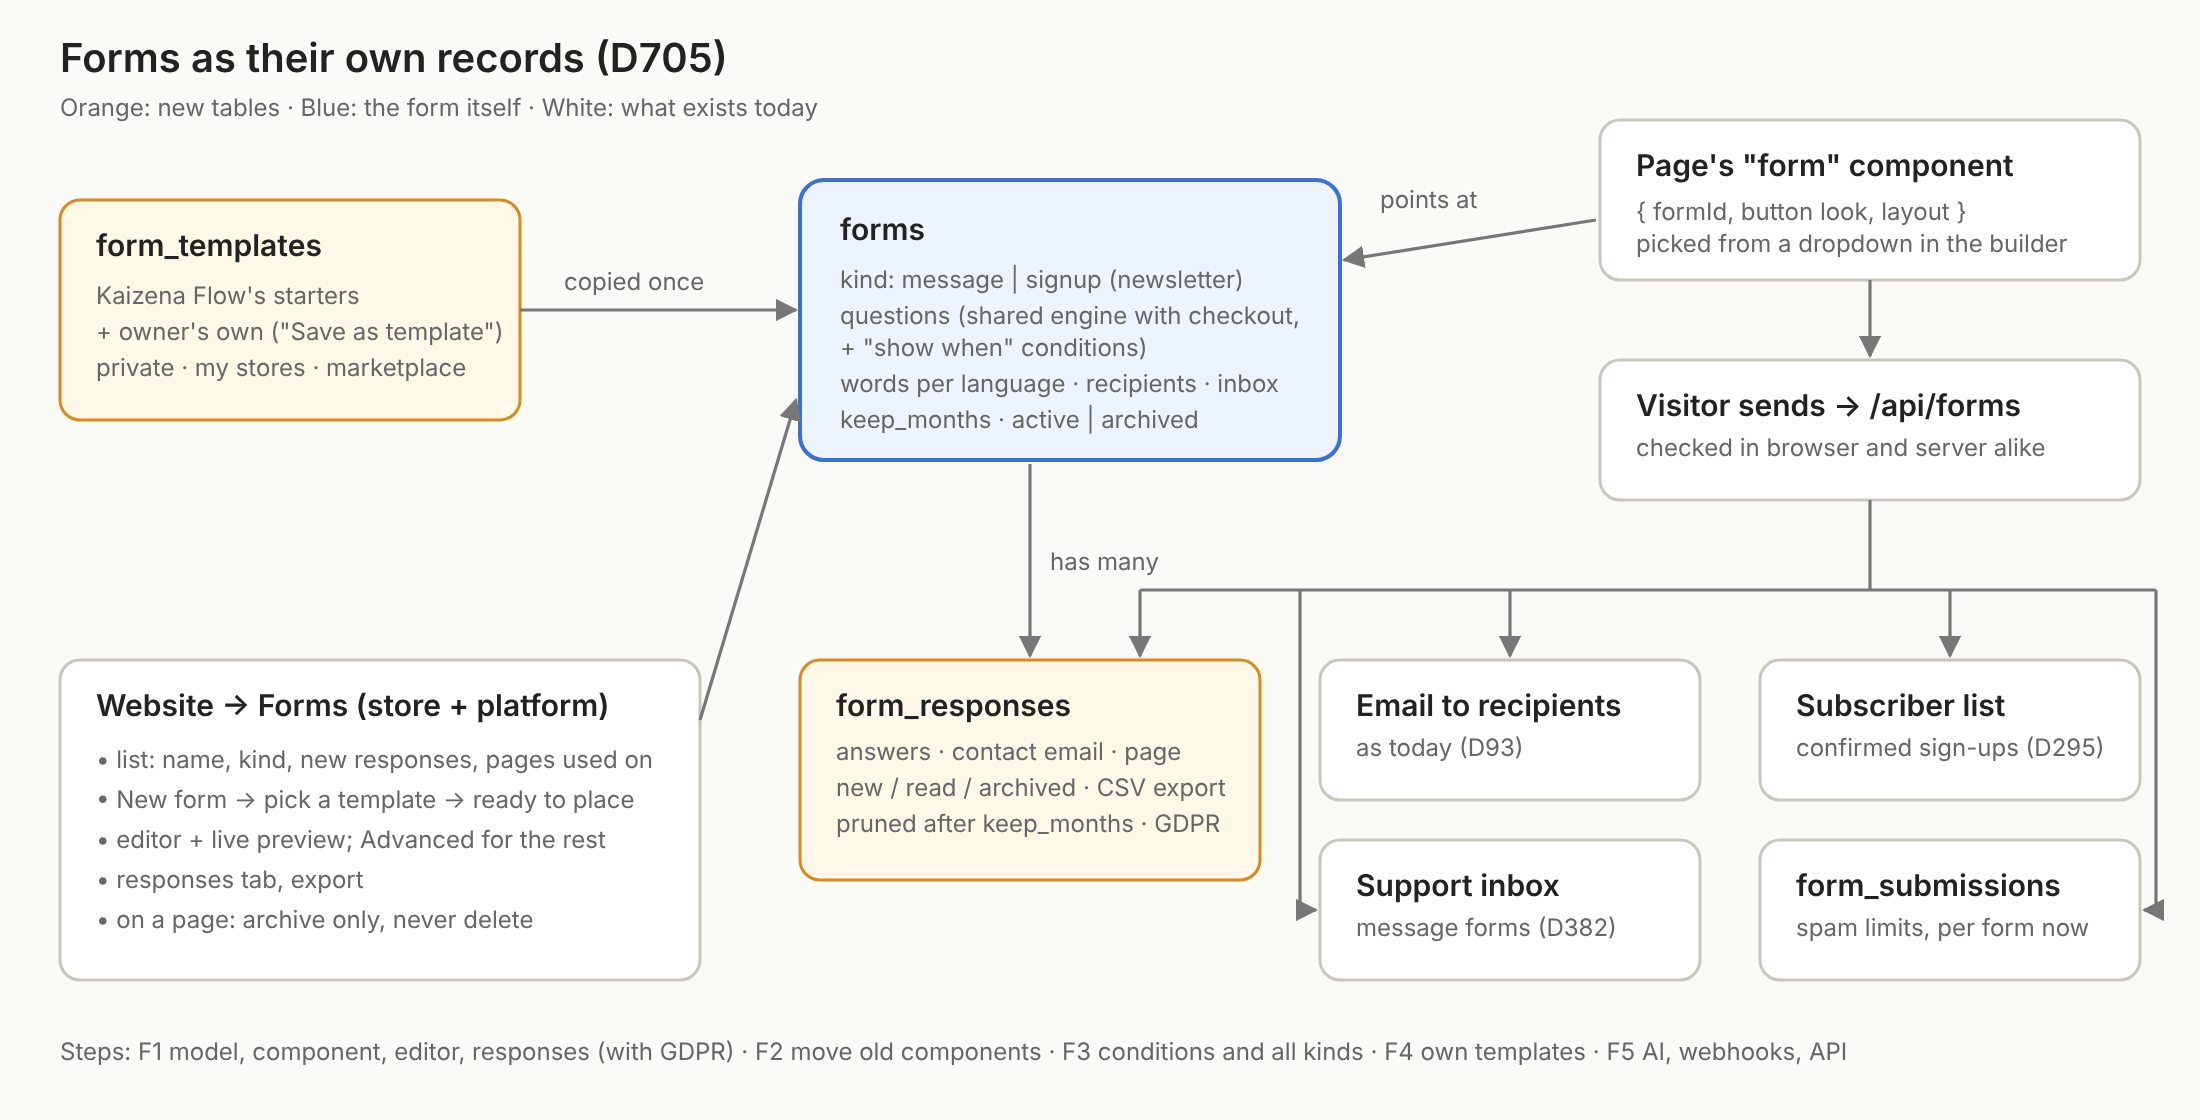 Forms as their own records (D705)
Orange: new tables · Blue: the form itself · White: what exists today
form_templates
Kaizena Flow's starters
+ owner's own ("Save as template")
private · my stores · marketplace
copied once
forms
kind: message | signup (newsletter)
questions (shared engine with checkout,
+ "show when" conditions)
words per language · recipients · inbox
keep_months · active | archived
points at
Page's "form" component
{ formId, button look, layout }
picked from a dropdown in the builder
Visitor sends → /api/forms
checked in browser and server alike
has many
Website → Forms (store + platform)
• list: name, kind, new responses, pages used on
• New form → pick a template → ready to place
• editor + live preview; Advanced for the rest
• responses tab, export
• on a page: archive only, never delete
form_responses
answers · contact email · page
new / read / archived · CSV export
pruned after keep_months · GDPR
Email to recipients
as today (D93)
Subscriber list
confirmed sign-ups (D295)
Support inbox
message forms (D382)
form_submissions
spam limits, per form now
Steps: F1 model, component, editor, responses (with GDPR) · F2 move old components · F3 conditions and all kinds · F4 own templates · F5 AI, webhooks, API